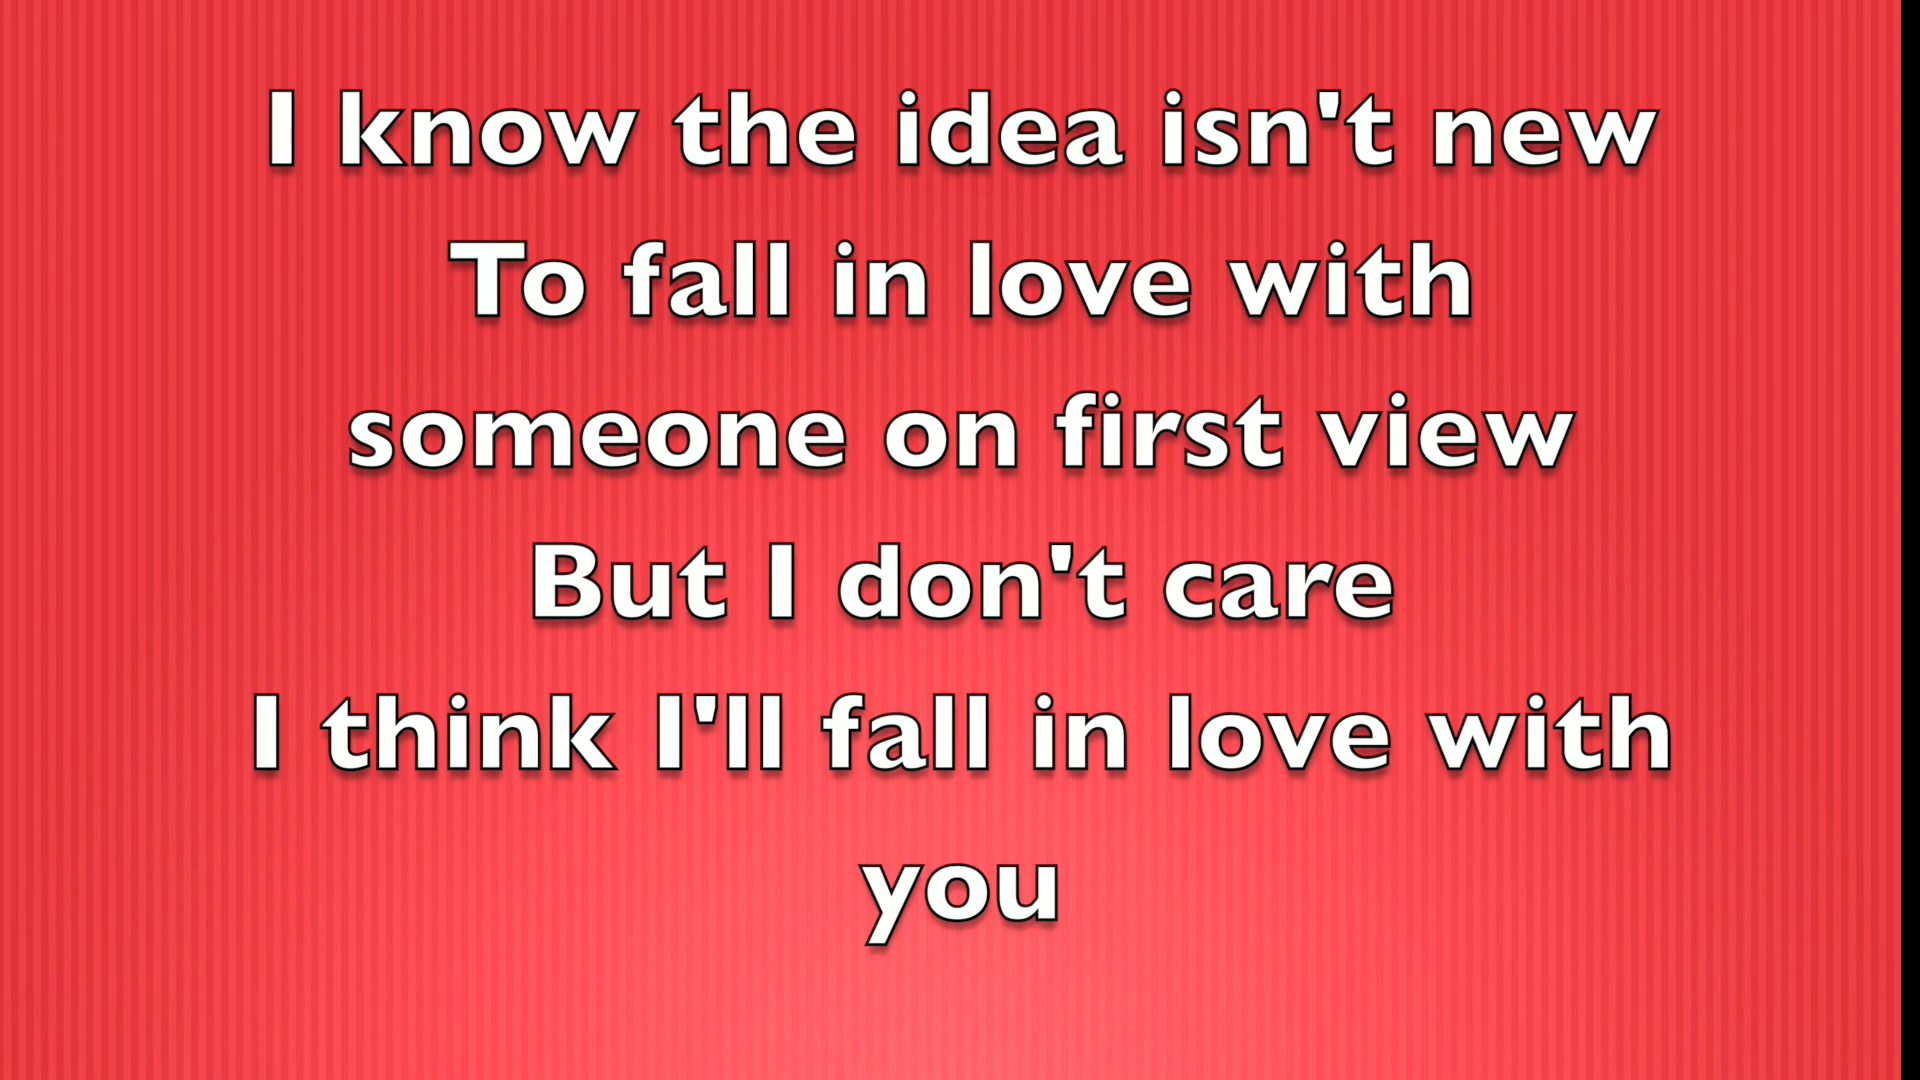 I know the idea isn't new
To fall in love with
someone on first view
But I don't care
I think I'll fall in love with
you